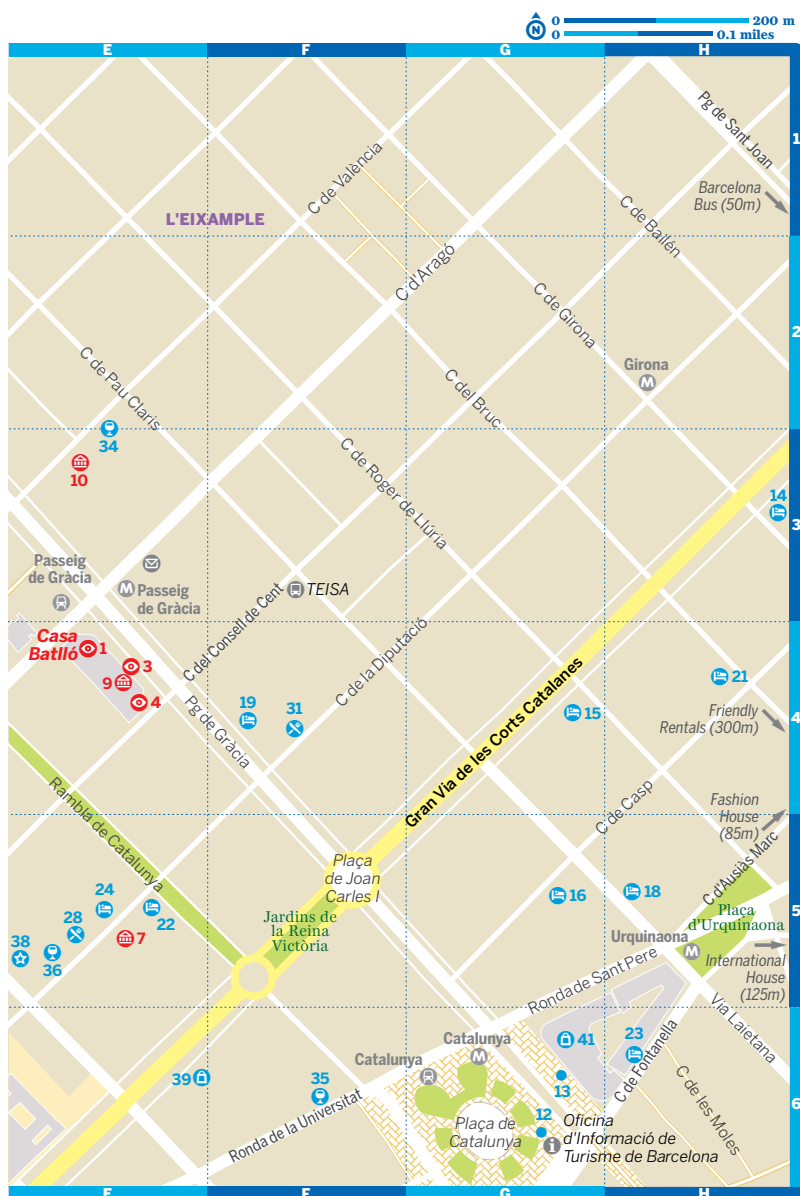 0 200 m
N
0 0.1 miles
E F G H
1
Pg de Sant Joan
Barcelona
Bus (50m)
C de València
L'EIXAMPLE
C de Bailén
C d'Aragó
2
C de Girona
Girona
M
C de Pau Claris
C del Bruc
34
10
C de Roger de Llúria
14
3
Passeig
de Gràcia
M Passeig
de Gràcia
TEISA
C del Consell de Cent
C de la Diputació
Casa
Batlló 1
3
9
4
Pg de Gràcia
19
31
Gran Via de les Corts Catalanes
15
21
4
Friendly
Rentals (300m)
Rambla de Catalunya
C de Casp
Fashion
House
(85m)
Plaça
de Joan
Carles I
C d'Ausiàs Marc
24
22
28
7
38
36
Jardins de
la Reina
Victòria
16
18
5
Plaça
d'Urquinaona
Urquinaona
M
International
House
(125m)
Ronda de Sant Pere
Via Laietana
Catalunya
M
Catalunya
41
23
C de Fontanella
39
35
13
C de les Moles
6
Ronda de la Universitat
Plaça de
Catalunya
12
i
Oficina
d'Informació de
Turisme de Barcelona
E F G H